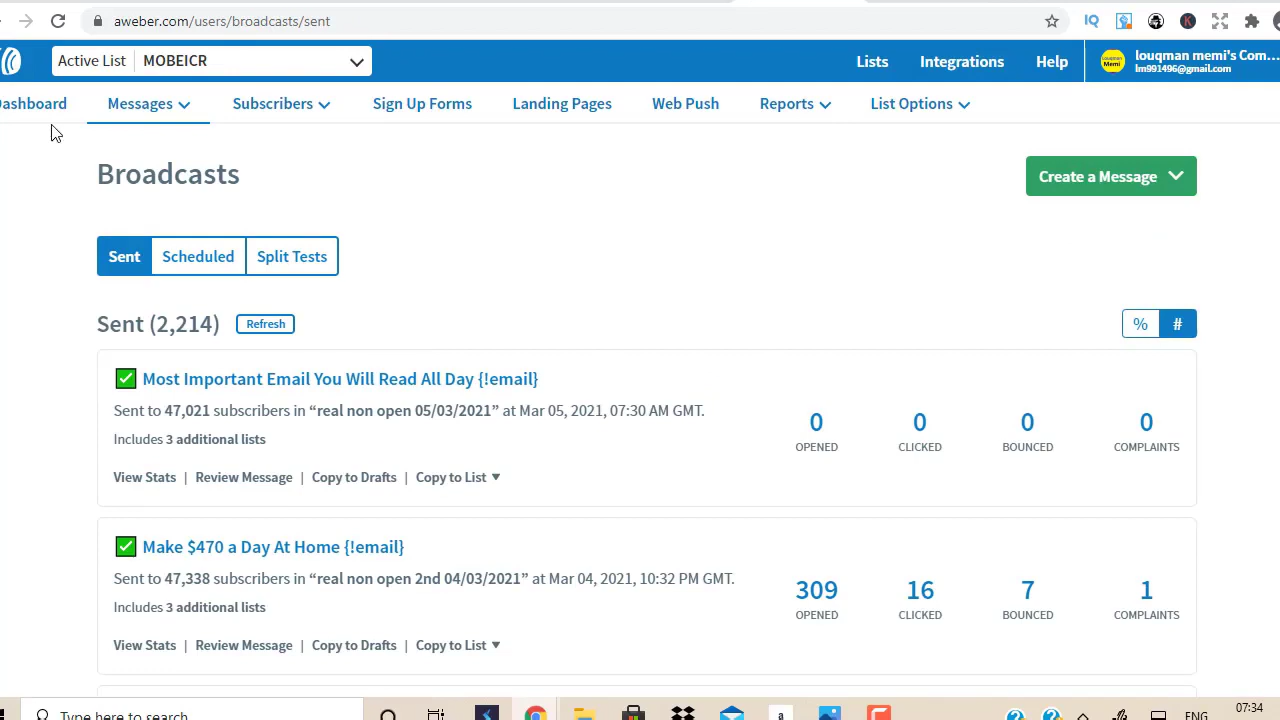 aweber.com/users/broadcasts/sent
IQ
K
Active List MOBEICR
Lists Integrations Help
louqman memi's Com...
lm991496@gmail.com
ashboard Messages Subscribers Sign Up Forms Landing Pages Web Push Reports List Options
Broadcasts
Create a Message
Sent Scheduled Split Tests
Sent (2,214) Refresh
% #
✅ Most Important Email You Will Read All Day {!email}
Sent to 47,021 subscribers in “real non open 05/03/2021” at Mar 05, 2021, 07:30 AM GMT.
Includes 3 additional lists
0 0 0 0
OPENED CLICKED BOUNCED COMPLAINTS
View Stats | Review Message | Copy to Drafts | Copy to List ▼
✅ Make $470 a Day At Home {!email}
Sent to 47,338 subscribers in “real non open 2nd 04/03/2021” at Mar 04, 2021, 10:32 PM GMT.
Includes 3 additional lists
309 16 7 1
OPENED CLICKED BOUNCED COMPLAINTS
View Stats | Review Message | Copy to Drafts | Copy to List ▼
Type here to search
a
ENG
07:34